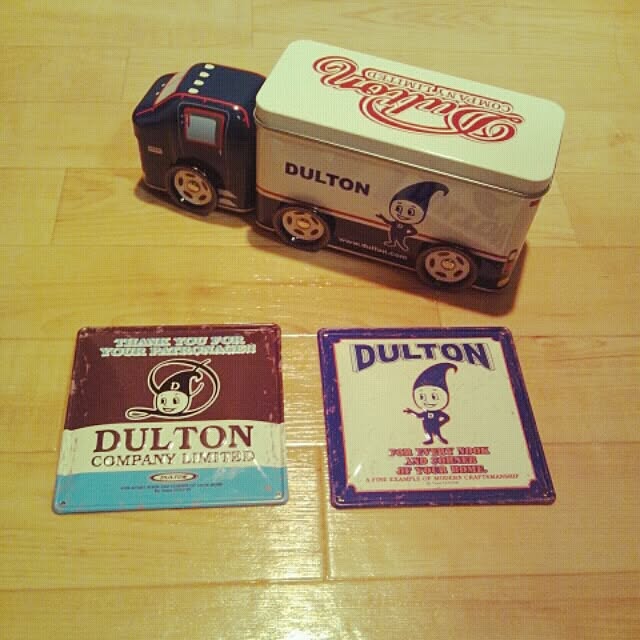 Dulton
COMPANY LIMITED
DULTON
www.dulton.com
THANK YOU FOR
YOUR PATRONAGE!!
D C
DULTON
COMPANY LIMITED
DULTON
FOR EVERY NOOK
AND CORNER
OF YOUR HOME.
A FINE EXAMPLE OF MODERN CRAFTSMANSHIP